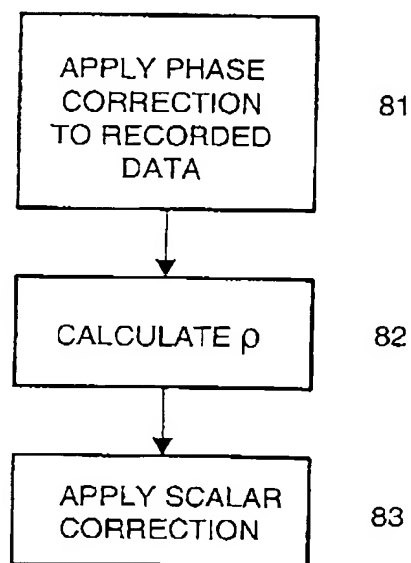 APPLY PHASE
CORRECTION
TO RECORDED
DATA
81
CALCULATE ρ
82
APPLY SCALAR
CORRECTION
83